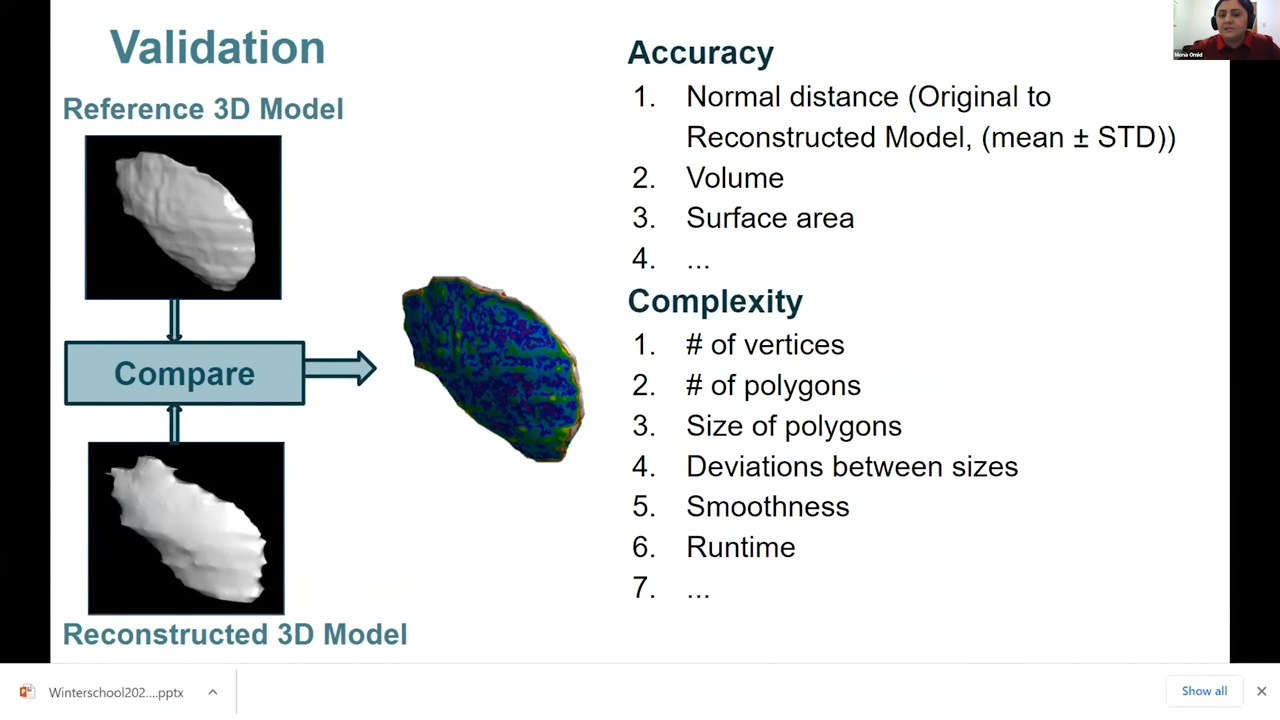 Validation
Reference 3D Model
Compare
Reconstructed 3D Model
Accuracy
1. Normal distance (Original to
Reconstructed Model, (mean ± STD))
2. Volume
3. Surface area
4. ...
Complexity
1. # of vertices
2. # of polygons
3. Size of polygons
4. Deviations between sizes
5. Smoothness
6. Runtime
7. ...
Mona Omid
Winterschool202....pptx
Show all